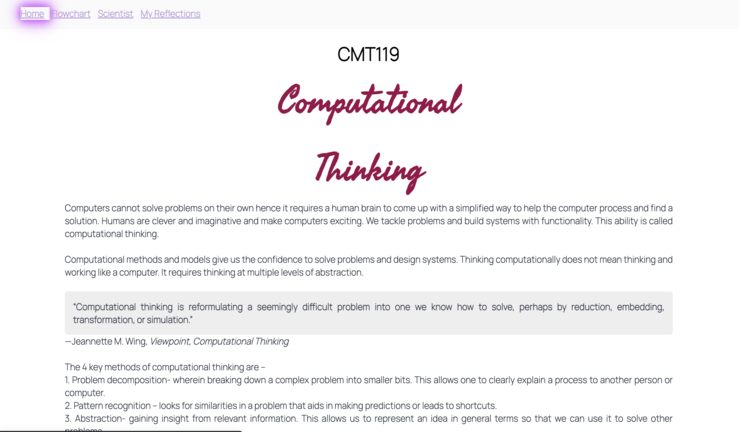 Home Flowchart Scientist My Reflections
CMT119
Computational
Thinking
Computers cannot solve problems on their own hence it requires a human brain to come up with a simplified way to help the computer process and find a
solution. Humans are clever and imaginative and make computers exciting. We tackle problems and build systems with functionality. This ability is called
computational thinking.
Computational methods and models give us the confidence to solve problems and design systems. Thinking computationally does not mean thinking and
working like a computer. It requires thinking at multiple levels of abstraction.
“Computational thinking is reformulating a seemingly difficult problem into one we know how to solve, perhaps by reduction, embedding,
transformation, or simulation.”
—Jeannette M. Wing, Viewpoint, Computational Thinking
The 4 key methods of computational thinking are –
1. Problem decomposition- wherein breaking down a complex problem into smaller bits. This allows one to clearly explain a process to another person or
computer.
2. Pattern recognition – looks for similarities in a problem that aids in making predictions or leads to shortcuts.
3. Abstraction- gaining insight from relevant information. This allows us to represent an idea in general terms so that we can use it to solve other
problems.